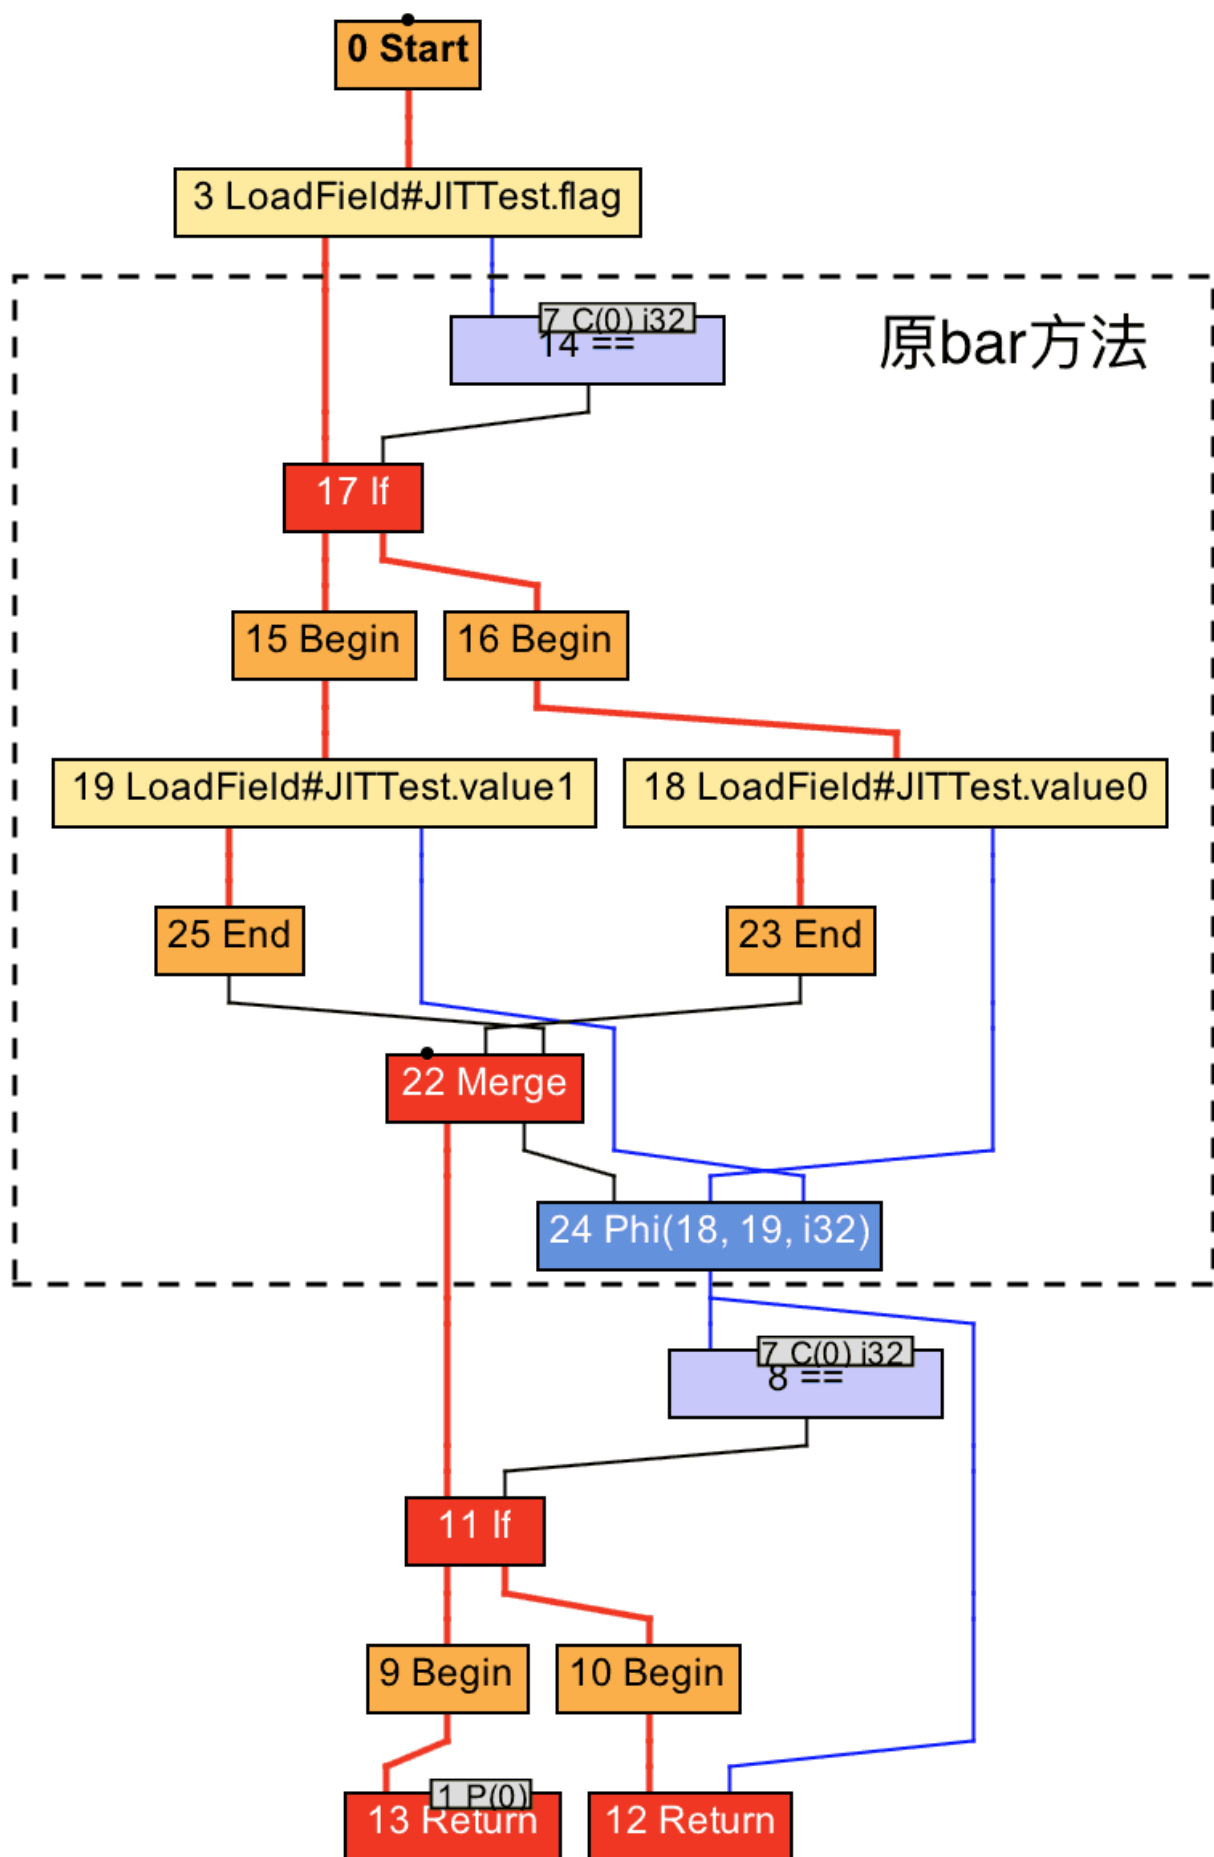 0 Start
3 LoadField#JITTest.flag
原bar方法
7 C(0) i32
14 ==
17 If
15 Begin
16 Begin
19 LoadField#JITTest.value1
18 LoadField#JITTest.value0
25 End
23 End
22 Merge
24 Phi(18, 19, i32)
7 C(0) i32
8 ==
11 If
9 Begin
10 Begin
1 P(0)
13 Return
12 Return